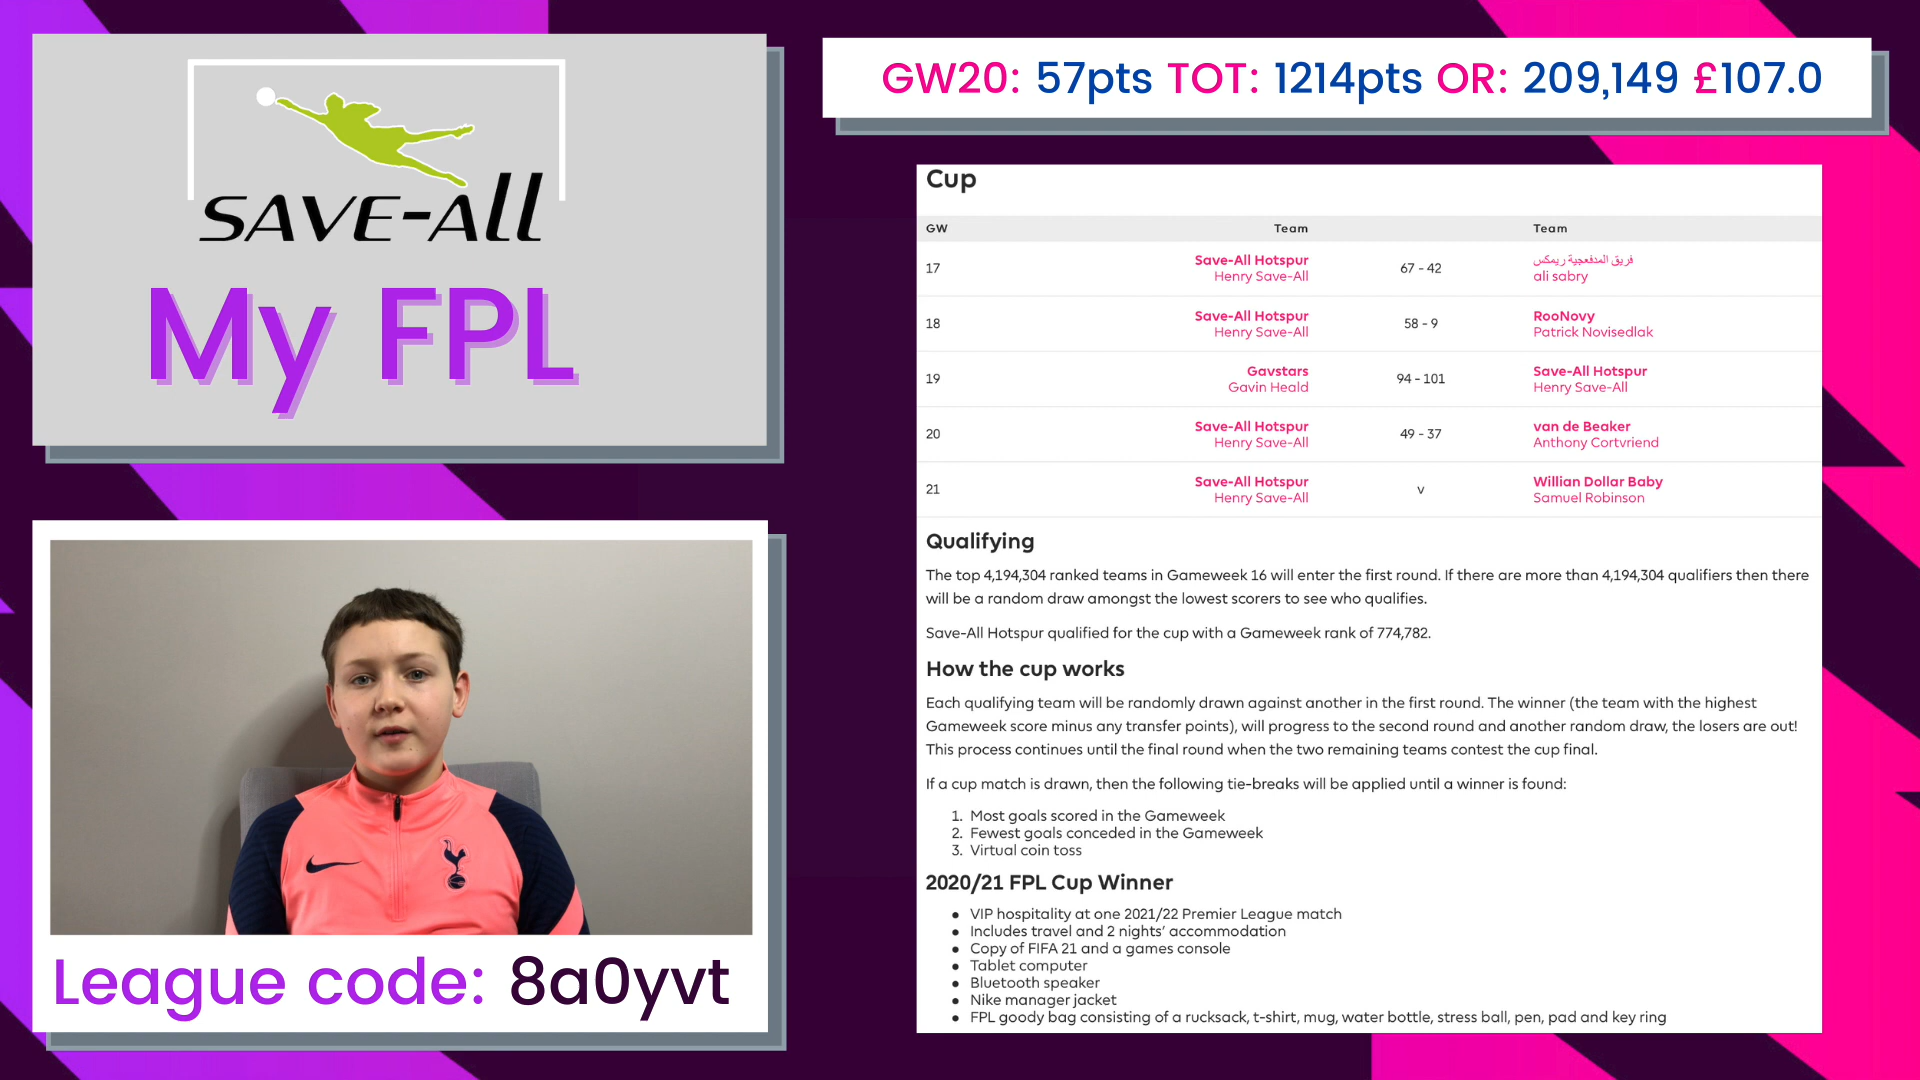 SAVE-ALL
My FPL
GW20: 57pts TOT: 1214pts OR: 209,149 £107.0
Cup
GW Team Team
17 Save-All Hotspur 67 - 42 فريق المدفعجية ريمكس
Henry Save-All ali sabry
18 Save-All Hotspur 58 - 9 RooNovy
Henry Save-All Patrick Novisedlak
19 Gavstars 94 - 101 Save-All Hotspur
Gavin Heald Henry Save-All
20 Save-All Hotspur 49 - 37 van de Beaker
Henry Save-All Anthony Cortvriend
21 Save-All Hotspur v Willian Dollar Baby
Henry Save-All Samuel Robinson
Qualifying
The top 4,194,304 ranked teams in Gameweek 16 will enter the first round. If there are more than 4,194,304 qualifiers then there
will be a random draw amongst the lowest scorers to see who qualifies.
Save-All Hotspur qualified for the cup with a Gameweek rank of 774,782.
How the cup works
Each qualifying team will be randomly drawn against another in the first round. The winner (the team with the highest
Gameweek score minus any transfer points), will progress to the second round and another random draw, the losers are out!
This process continues until the final round when the two remaining teams contest the cup final.
If a cup match is drawn, then the following tie-breaks will be applied until a winner is found:
1. Most goals scored in the Gameweek
2. Fewest goals conceded in the Gameweek
3. Virtual coin toss
2020/21 FPL Cup Winner
• VIP hospitality at one 2021/22 Premier League match
• Includes travel and 2 nights' accommodation
• Copy of FIFA 21 and a games console
• Tablet computer
• Bluetooth speaker
• Nike manager jacket
• FPL goody bag consisting of a rucksack, t-shirt, mug, water bottle, stress ball, pen, pad and key ring
League code: 8a0yvt